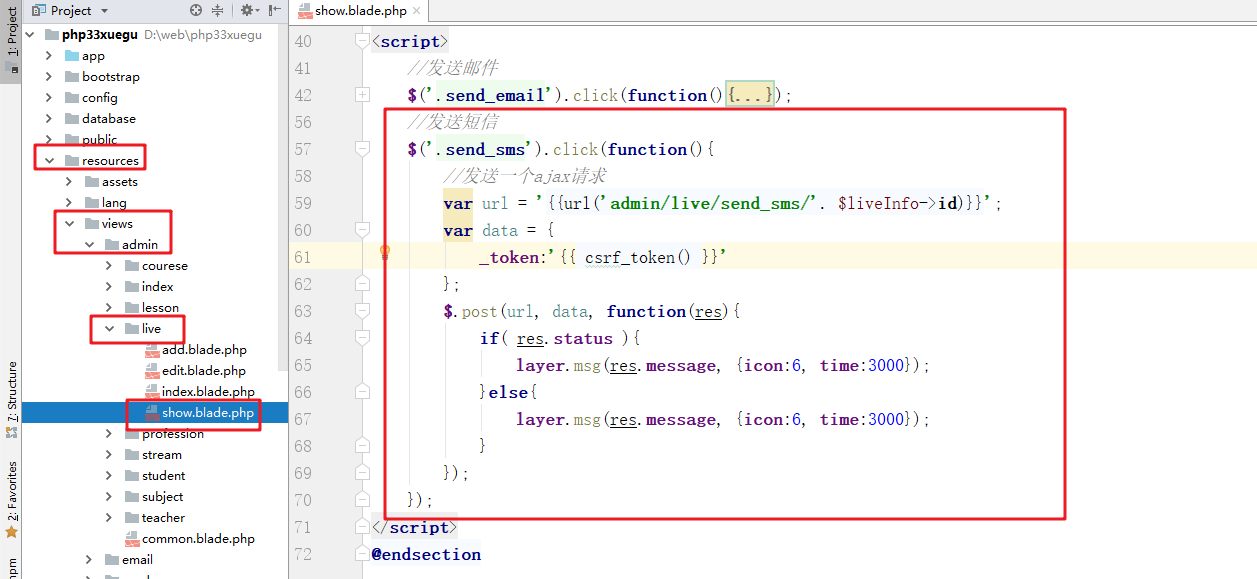 Project
show.blade.php
1: Project
php33xuegu D:\web\php33xuegu
app
bootstrap
config
database
public
resources
assets
lang
views
admin
courese
index
lesson
live
add.blade.php
edit.blade.php
index.blade.php
show.blade.php
profession
stream
student
subject
teacher
common.blade.php
email
7: Structure
2: Favorites
npm
40 <script>
41 //发送邮件
42 $('.send_email').click(function(){...});
56 //发送短信
57 $('.send_sms').click(function(){
58 //发送一个ajax请求
59 var url = '{{url('admin/live/send_sms/'. $liveInfo->id)}}';
60 var data = {
61 _token:'{{ csrf_token() }}'
62 };
63 $.post(url, data, function(res){
64 if( res.status ){
65 layer.msg(res.message, {icon:6, time:3000});
66 }else{
67 layer.msg(res.message, {icon:6, time:3000});
68 }
69 });
70 });
71 </script>
72 @endsection